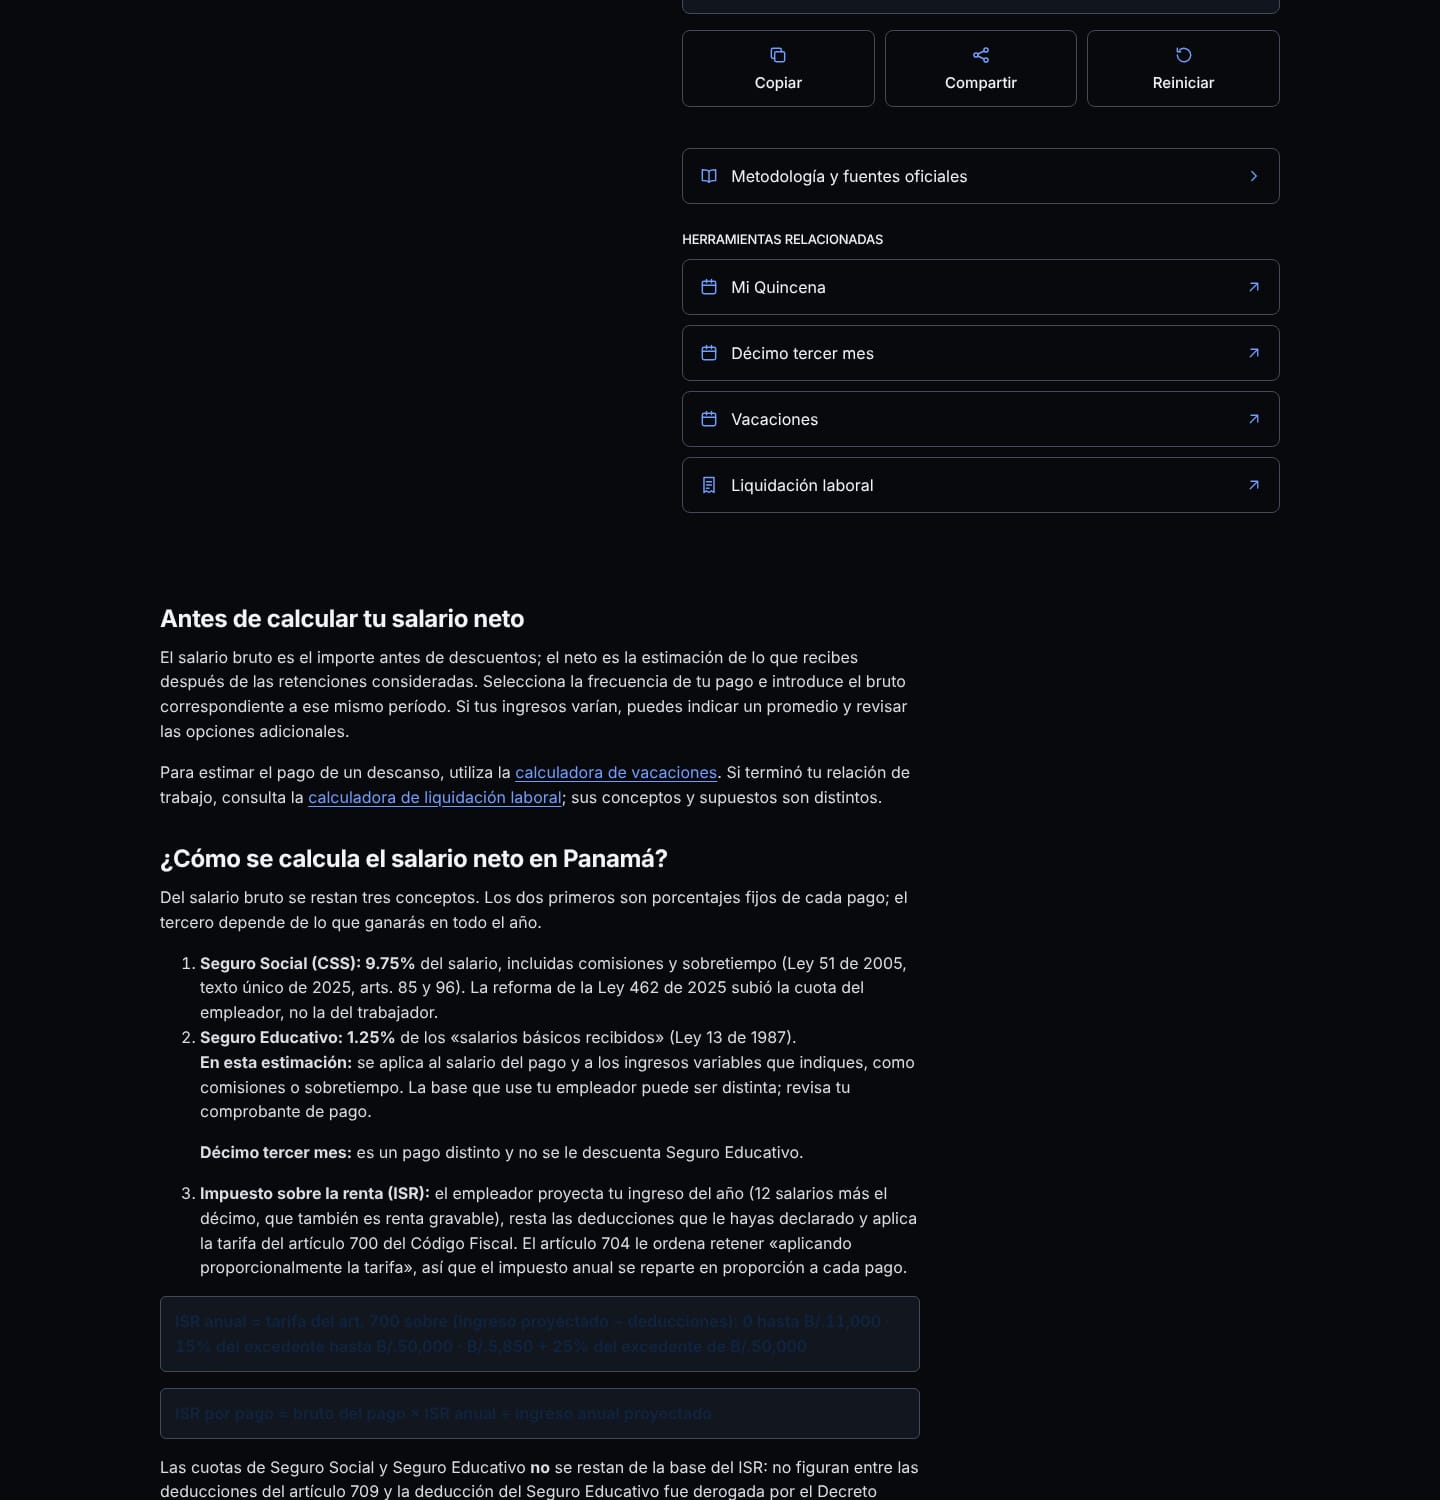 Copiar
Compartir
Reiniciar
Metodología y fuentes oficiales
HERRAMIENTAS RELACIONADAS
Mi Quincena
Décimo tercer mes
Vacaciones
Liquidación laboral
Antes de calcular tu salario neto
El salario bruto es el importe antes de descuentos; el neto es la estimación de lo que recibes
después de las retenciones consideradas. Selecciona la frecuencia de tu pago e introduce el bruto
correspondiente a ese mismo período. Si tus ingresos varían, puedes indicar un promedio y revisar
las opciones adicionales.
Para estimar el pago de un descanso, utiliza la calculadora de vacaciones. Si terminó tu relación de
trabajo, consulta la calculadora de liquidación laboral; sus conceptos y supuestos son distintos.
¿Cómo se calcula el salario neto en Panamá?
Del salario bruto se restan tres conceptos. Los dos primeros son porcentajes fijos de cada pago; el
tercero depende de lo que ganarás en todo el año.
1. Seguro Social (CSS): 9.75% del salario, incluidas comisiones y sobretiempo (Ley 51 de 2005,
texto único de 2025, arts. 85 y 96). La reforma de la Ley 462 de 2025 subió la cuota del
empleador, no la del trabajador.
2. Seguro Educativo: 1.25% de los «salarios básicos recibidos» (Ley 13 de 1987).
En esta estimación: se aplica al salario del pago y a los ingresos variables que indiques, como
comisiones o sobretiempo. La base que use tu empleador puede ser distinta; revisa tu
comprobante de pago.
Décimo tercer mes: es un pago distinto y no se le descuenta Seguro Educativo.
3. Impuesto sobre la renta (ISR): el empleador proyecta tu ingreso del año (12 salarios más el
décimo, que también es renta gravable), resta las deducciones que le hayas declarado y aplica
la tarifa del artículo 700 del Código Fiscal. El artículo 704 le ordena retener «aplicando
proporcionalmente la tarifa», así que el impuesto anual se reparte en proporción a cada pago.
ISR anual = tarifa del art. 700 sobre (ingreso proyectado − deducciones): 0 hasta B/.11,000 ·
15% del excedente hasta B/.50,000 · B/.5,850 + 25% del excedente de B/.50,000
ISR por pago = bruto del pago × ISR anual ÷ ingreso anual proyectado
Las cuotas de Seguro Social y Seguro Educativo no se restan de la base del ISR: no figuran entre las
deducciones del artículo 709 y la deducción del Seguro Educativo fue derogada por el Decreto